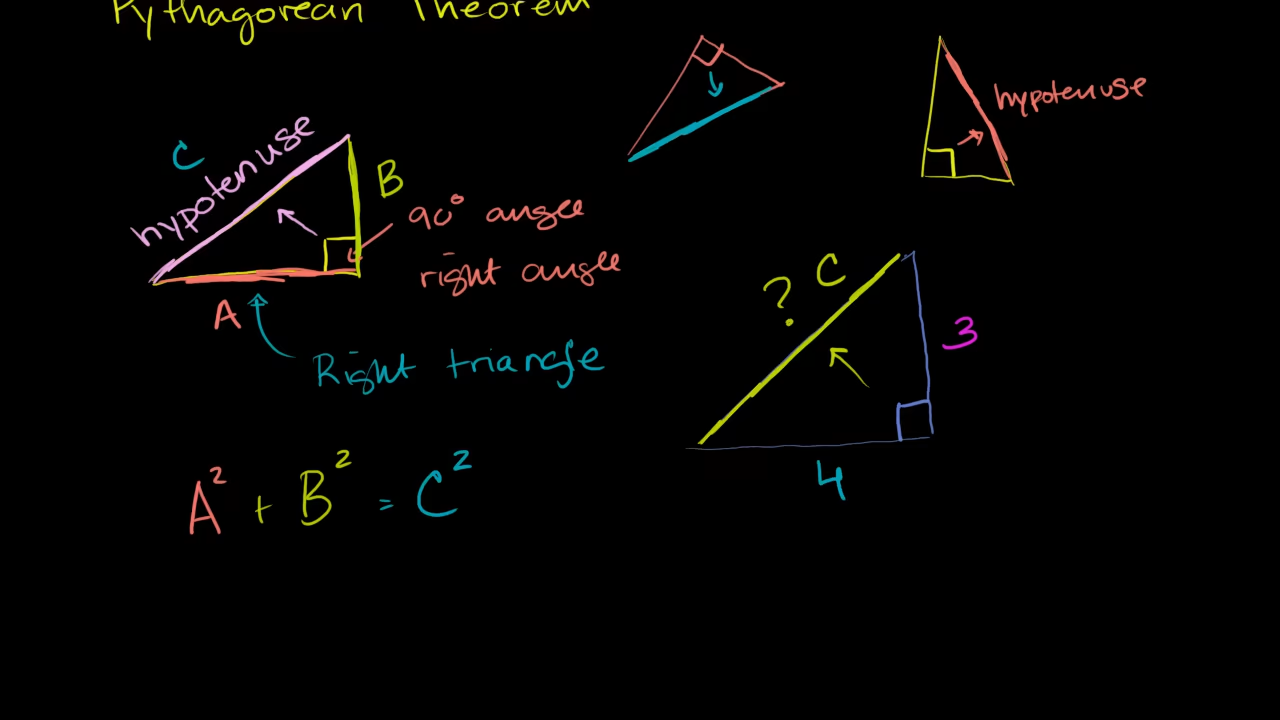 Pythagorean Theorem
hypotenuse
C
hypotenuse
B
90° angle
right angle
A
Right triangle
? C
3
4
A² + B² = C²